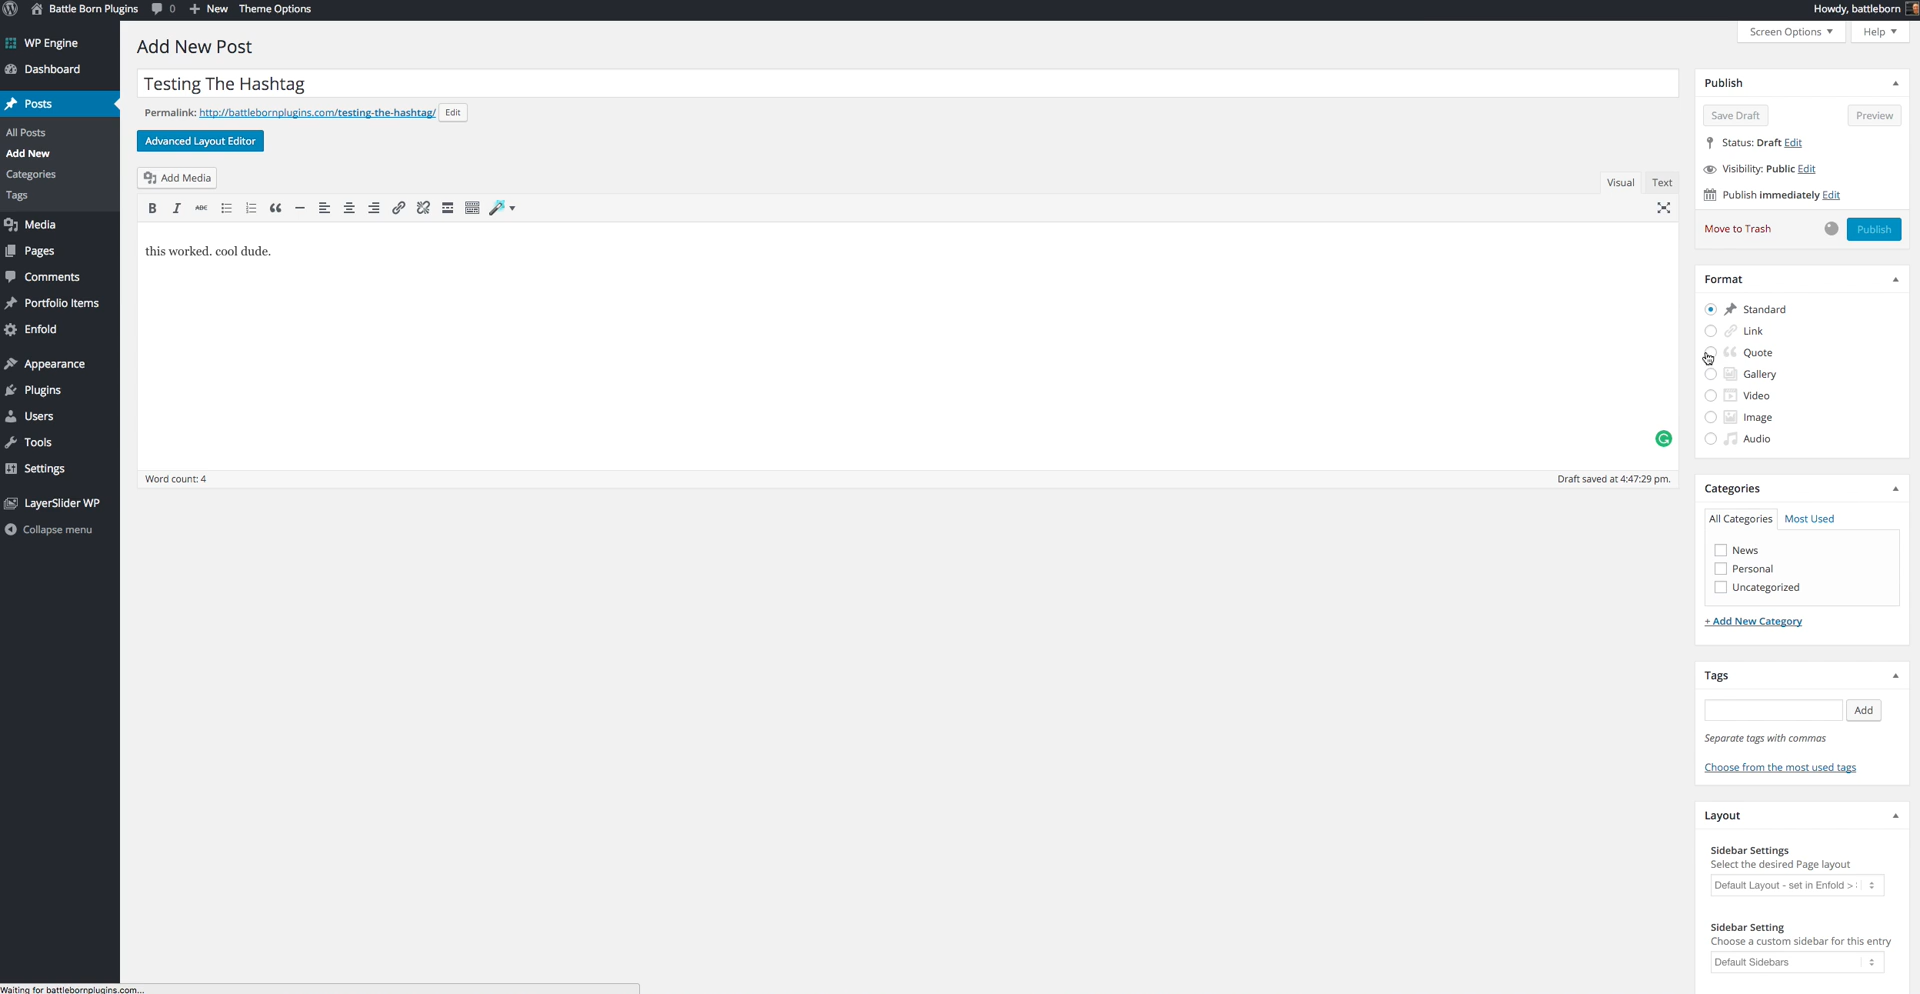 Battle Born Plugins 0 New Theme Options Howdy, battleborn
WP Engine
Dashboard
Posts
All Posts
Add New
Categories
Tags
Media
Pages
Comments
Portfolio Items
Enfold
Appearance
Plugins
Users
Tools
Settings
LayerSlider WP
Collapse menu
Screen Options Help
Add New Post
Testing The Hashtag
Permalink: http://battlebornplugins.com/testing-the-hashtag/ Edit
Advanced Layout Editor
Add Media
Visual Text
B I ABC
this worked. cool dude.
Word count: 4 Draft saved at 4:47:29 pm.
Publish
Save Draft Preview
Status: Draft Edit
Visibility: Public Edit
Publish immediately Edit
Move to Trash Publish
Format
Standard
Link
Quote
Gallery
Video
Image
Audio
Categories
All Categories Most Used
News
Personal
Uncategorized
+ Add New Category
Tags
Add
Separate tags with commas
Choose from the most used tags
Layout
Sidebar Settings
Select the desired Page layout
Default Layout - set in Enfold >
Sidebar Setting
Choose a custom sidebar for this entry
Default Sidebars
Waiting for battlebornplugins.com...